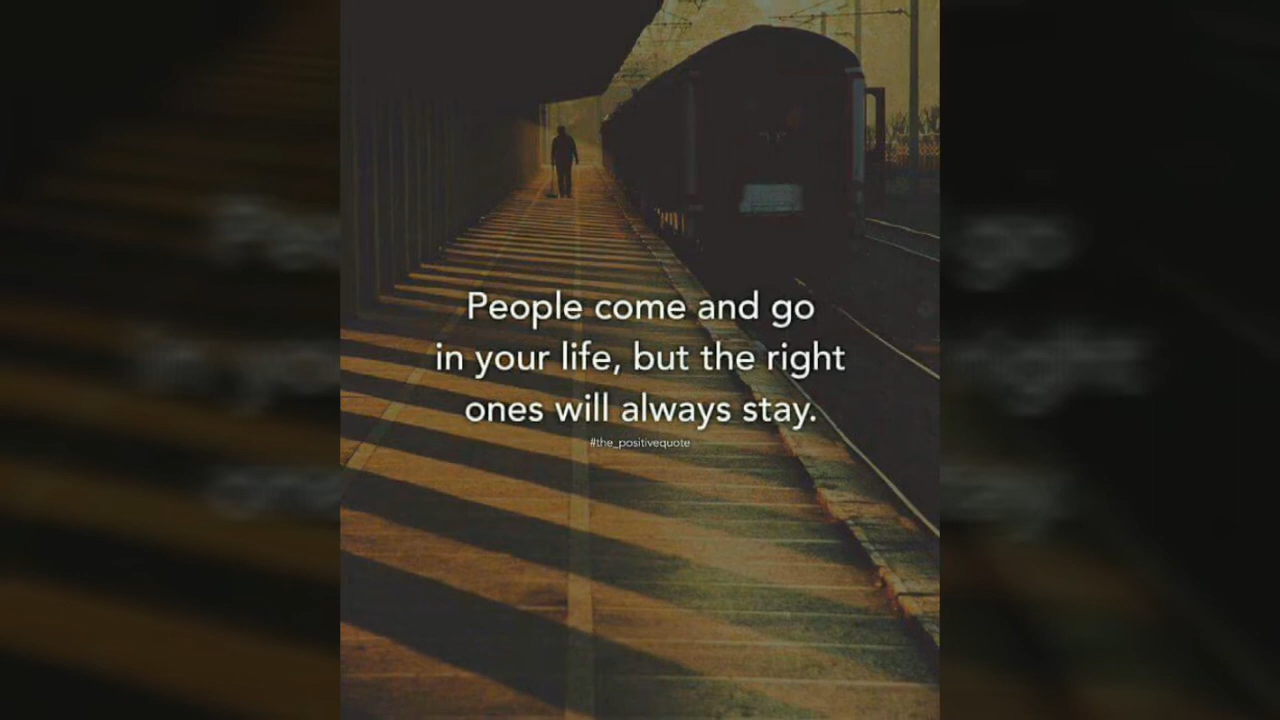 People come and go
in your life, but the right
ones will always stay.
#the_positivequote